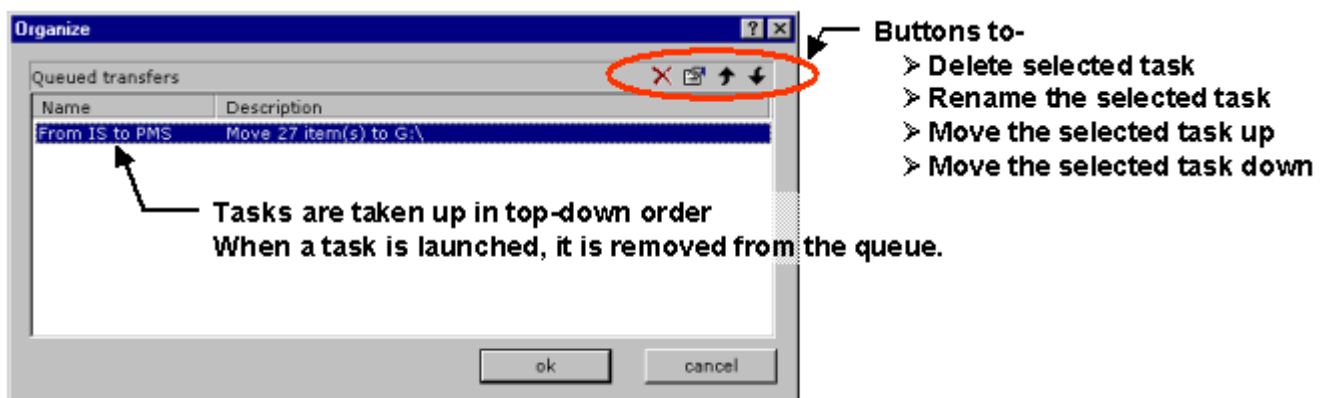 Organize
Buttons to-
Queued transfers
➢ Delete selected task
➢ Rename the selected task
➢ Move the selected task up
➢ Move the selected task down
Name Description
From IS to PMS Move 27 item(s) to G:\
Tasks are taken up in top-down order
When a task is launched, it is removed from the queue.
ok cancel